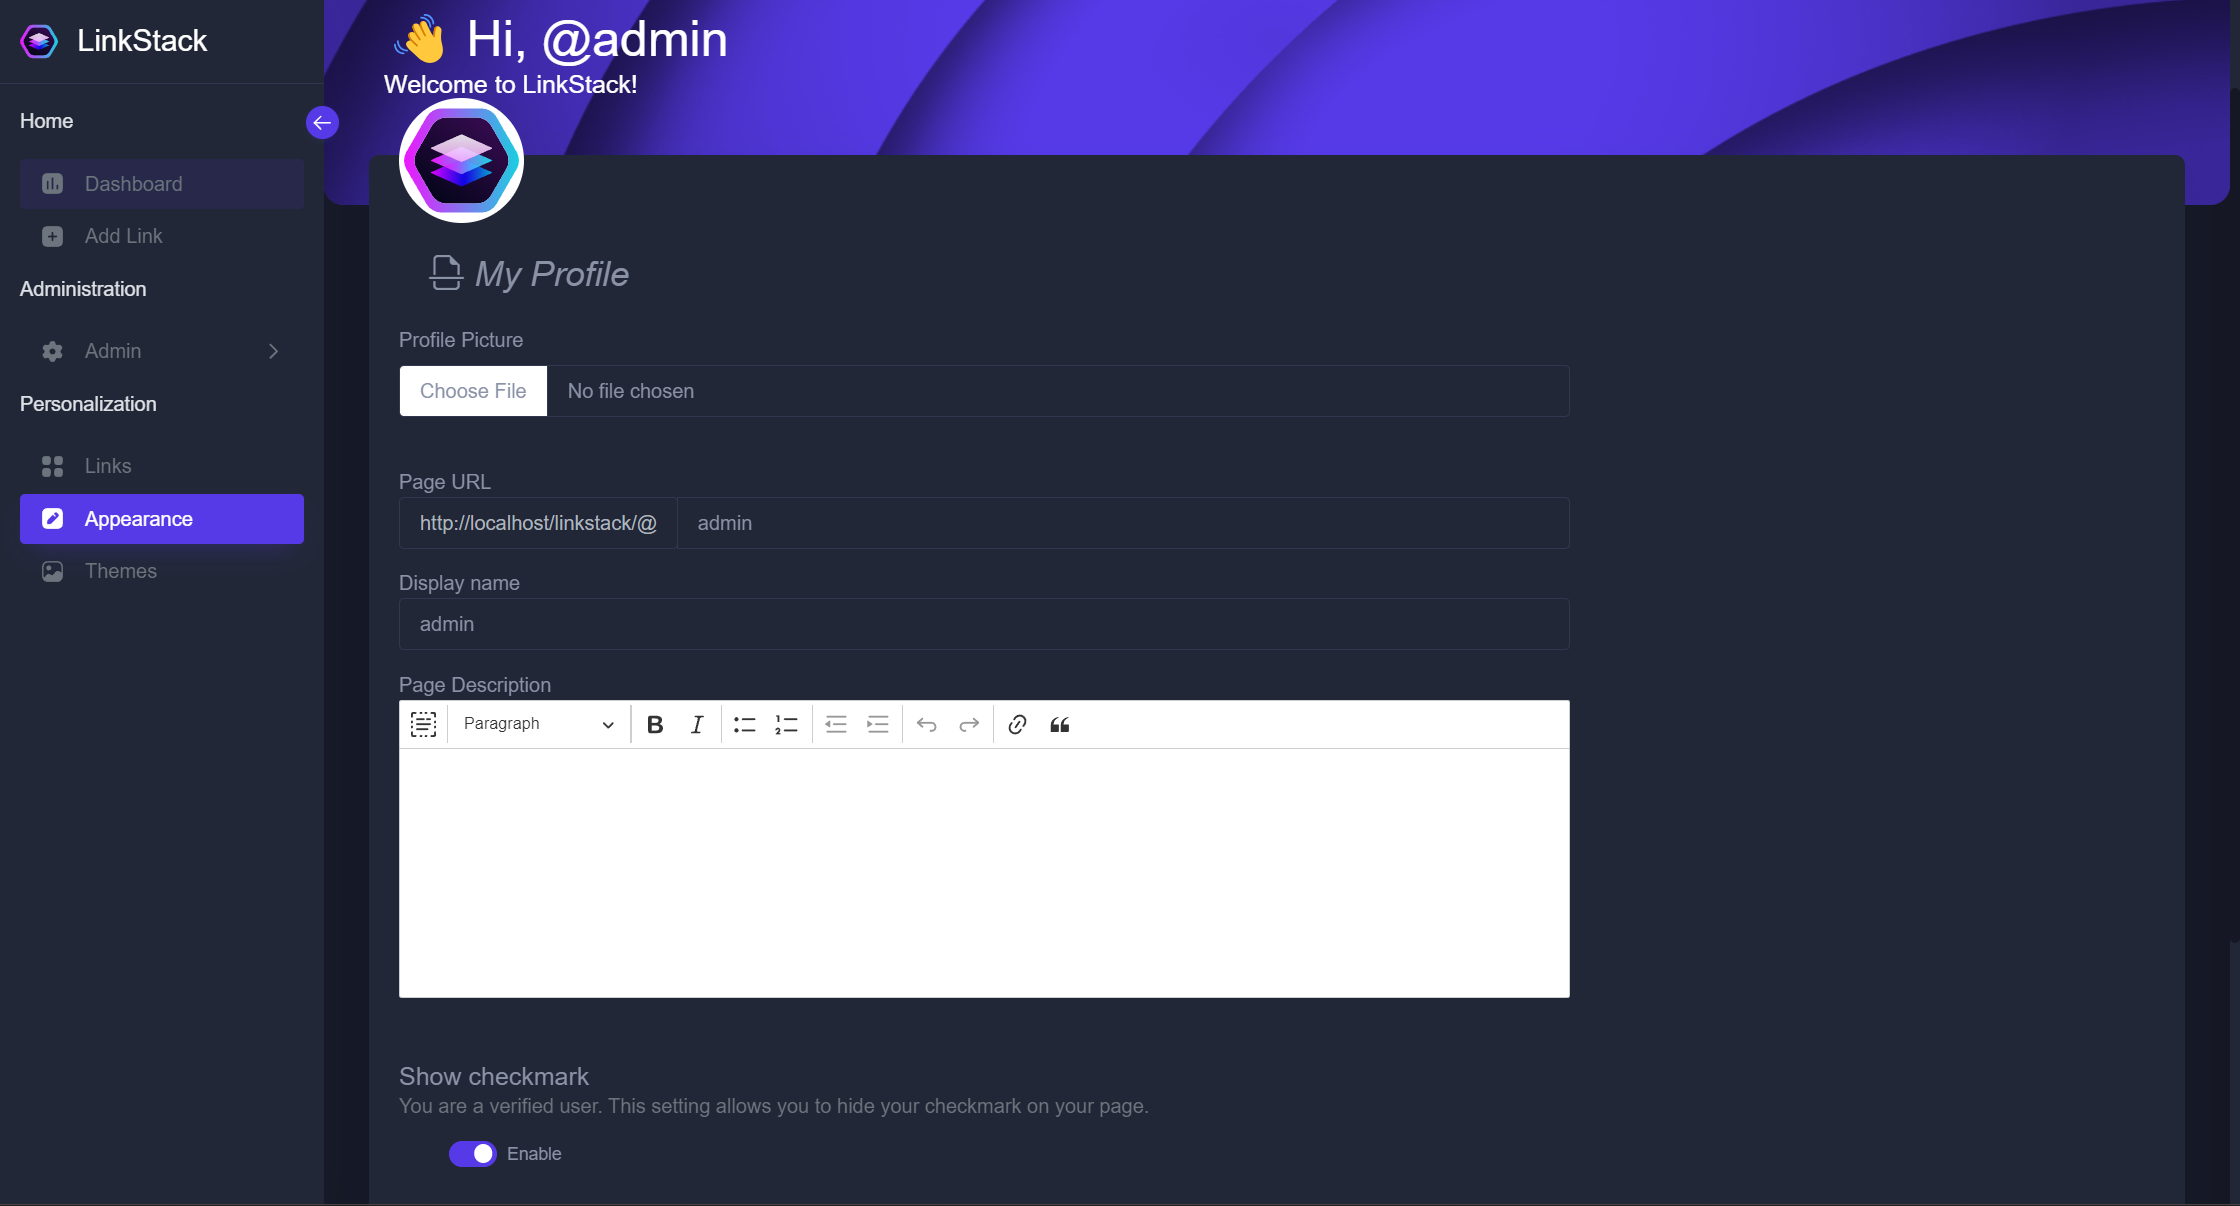 LinkStack
Home
Dashboard
Add Link
Administration
Admin
Personalization
Links
Appearance
Themes
Hi, @admin
Welcome to LinkStack!
My Profile
Profile Picture
Choose File No file chosen
Page URL
http://localhost/linkstack/@ admin
Display name
admin
Page Description
Paragraph
Show checkmark
You are a verified user. This setting allows you to hide your checkmark on your page.
Enable